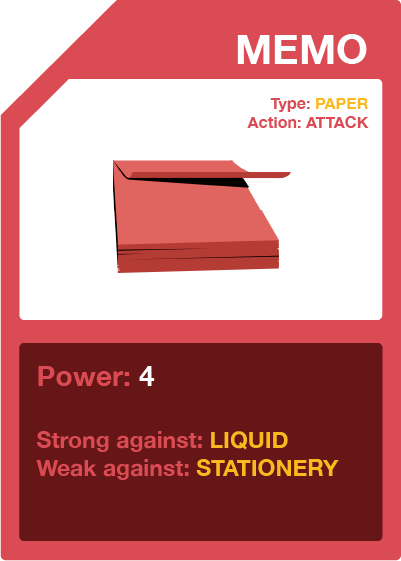 MEMO
Type: PAPER
Action: ATTACK
Power: 4
Strong against: LIQUID
Weak against: STATIONERY